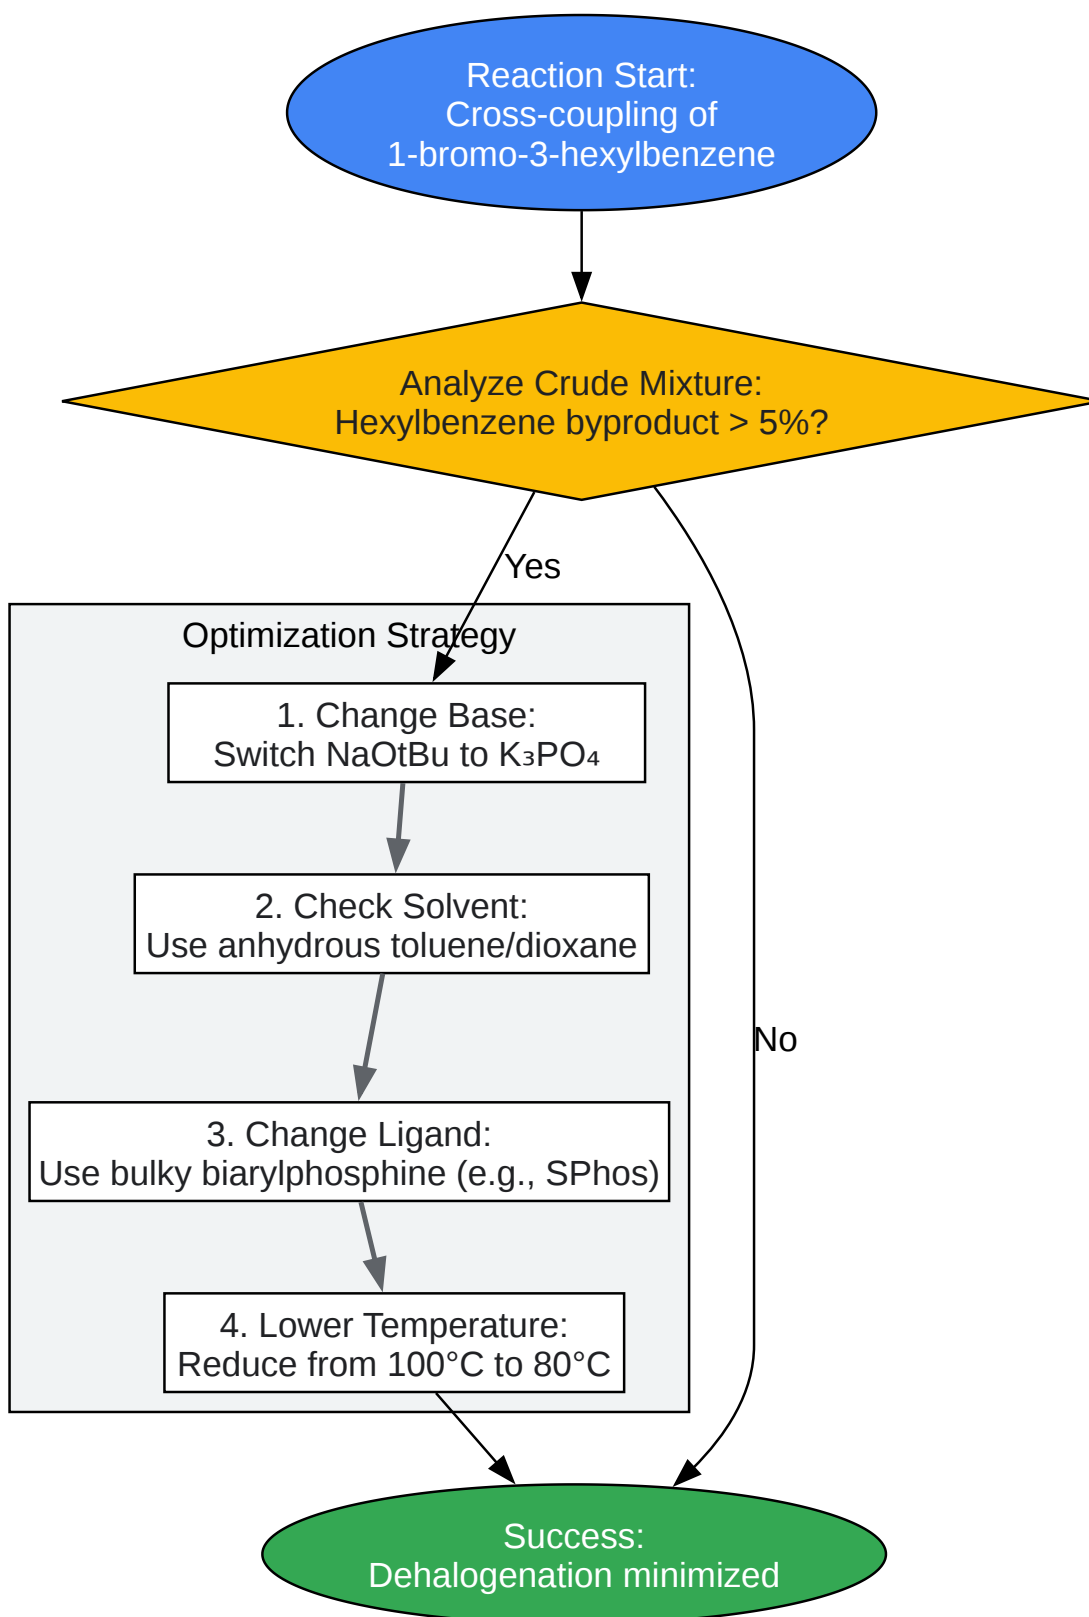 Reaction Start:
Cross-coupling of
1-bromo-3-hexylbenzene
Analyze Crude Mixture:
Hexylbenzene byproduct > 5%?
Yes
Optimization Strategy
1. Change Base:
Switch NaOtBu to K₃PO₄
2. Check Solvent:
Use anhydrous toluene/dioxane
No
3. Change Ligand:
Use bulky biarylphosphine (e.g., SPhos)
4. Lower Temperature:
Reduce from 100°C to 80°C
Success:
Dehalogenation minimized